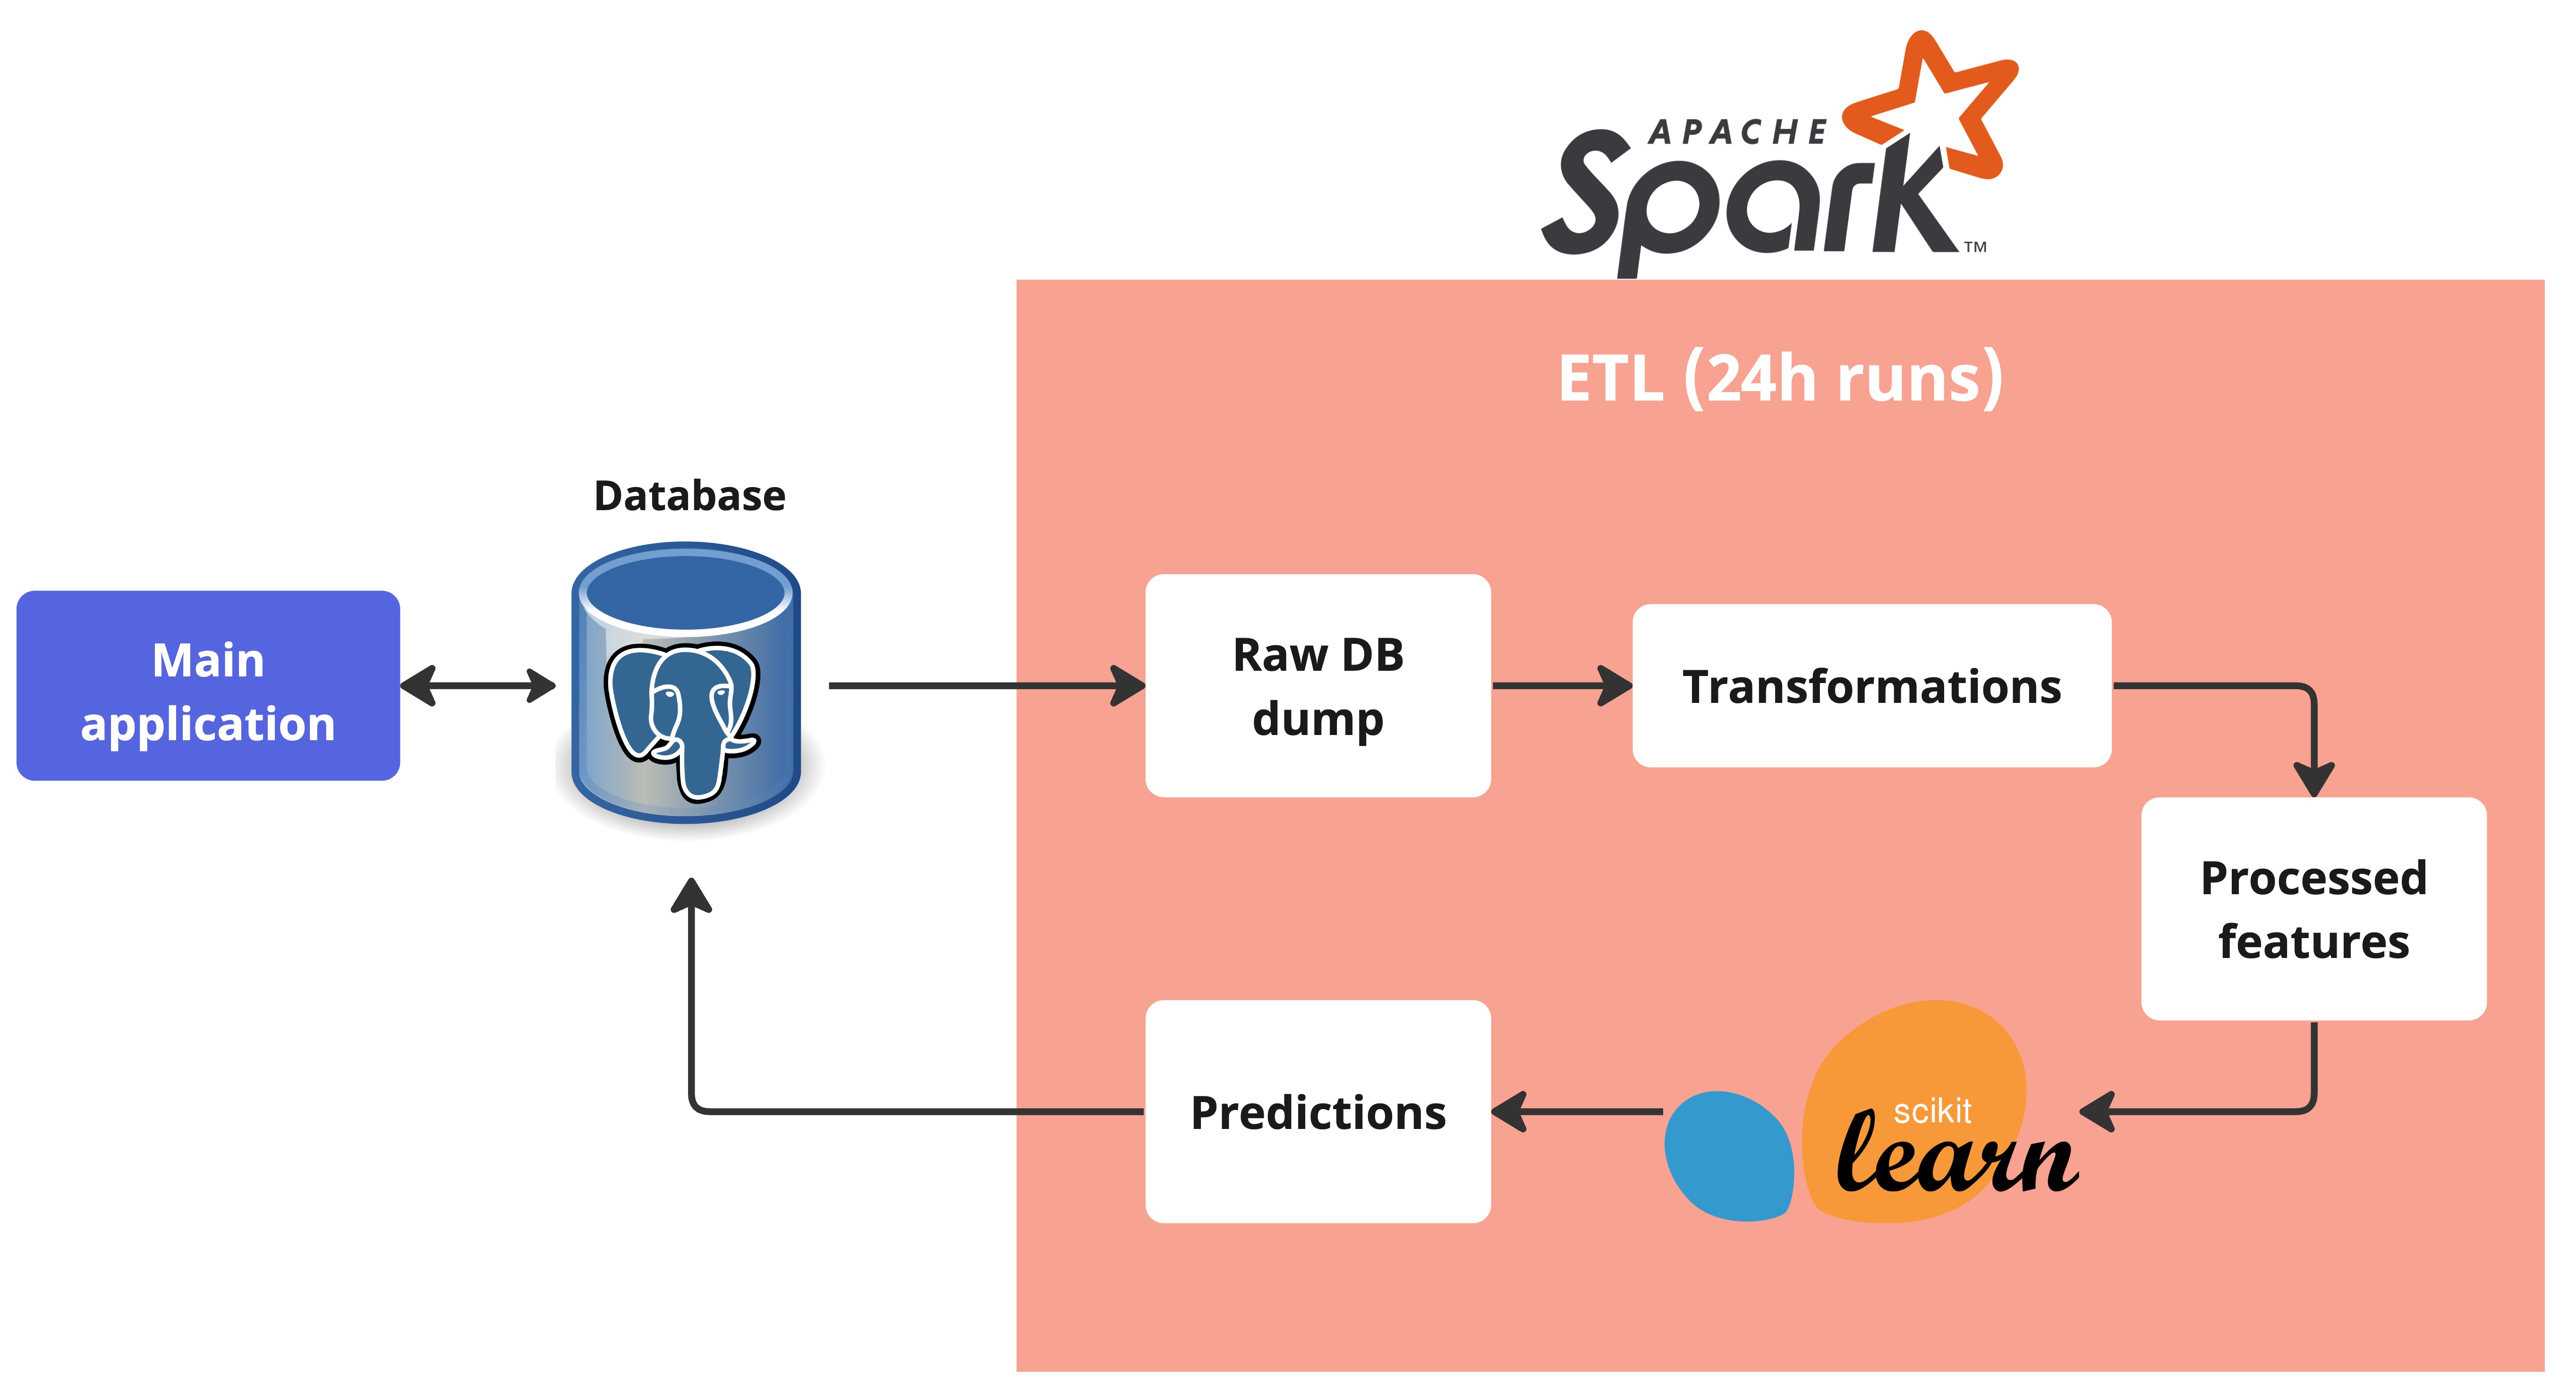 APACHE
Spark™
ETL (24h runs)
Database
Main
application
Raw DB
dump
Transformations
Processed
features
Predictions
scikit
learn